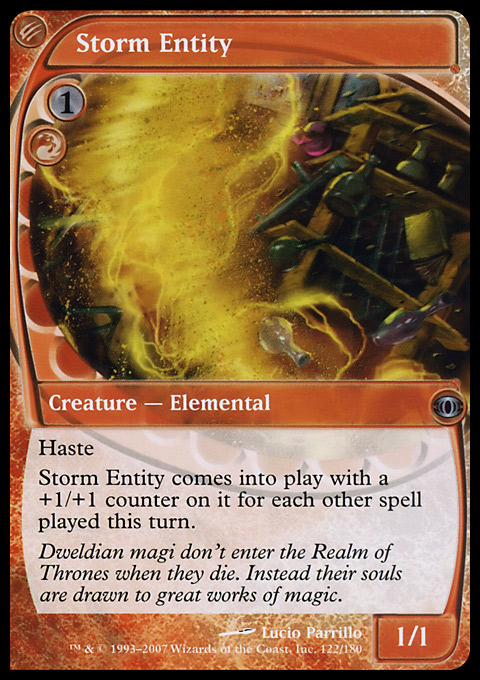 Storm Entity
1
Creature — Elemental
Haste
Storm Entity comes into play with a
+1/+1 counter on it for each other spell
played this turn.
Dweldian magi don't enter the Realm of
Thrones when they die. Instead their souls
are drawn to great works of magic.
Lucio Parrillo
™ & © 1993–2007 Wizards of the Coast, Inc. 122/180
1/1